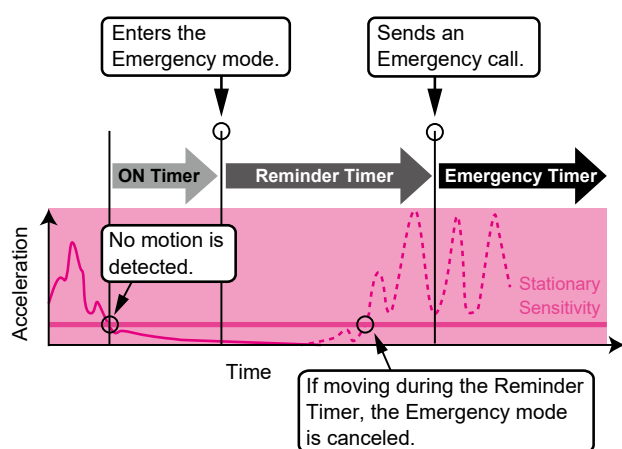 Enters the
Emergency mode.
Sends an
Emergency call.
ON Timer
Reminder Timer
Emergency Timer
No motion is
detected.
Stationary
Sensitivity
Acceleration
Time
If moving during the Reminder
Timer, the Emergency mode
is canceled.